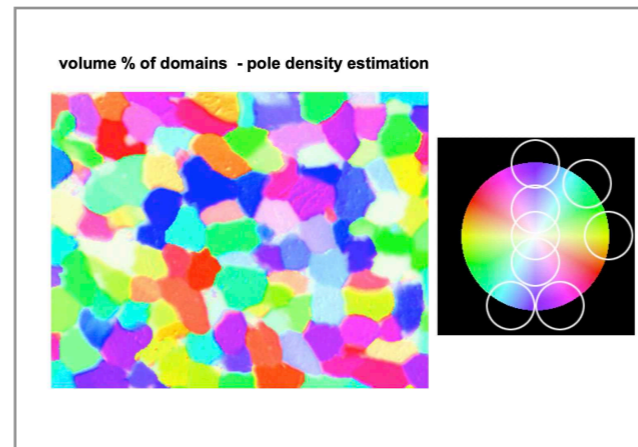 volume % of domains - pole density estimation